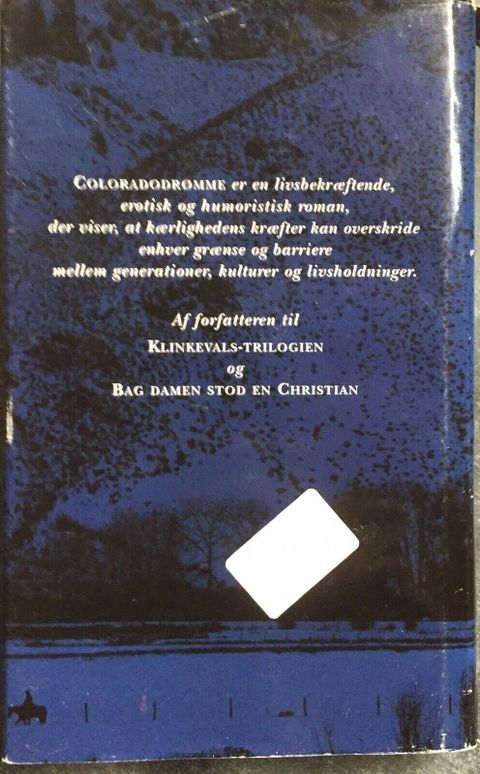 COLORADODRØMME er en livsbekræftende,
erotisk og humoristisk roman,
der viser, at kærlighedens kræfter kan overskride
enhver grænse og barriere
mellem generationer, kulturer og livsholdninger.
Af forfatteren til
KLINKEVALS-TRILOGIEN
og
BAG DAMEN STOD EN CHRISTIAN